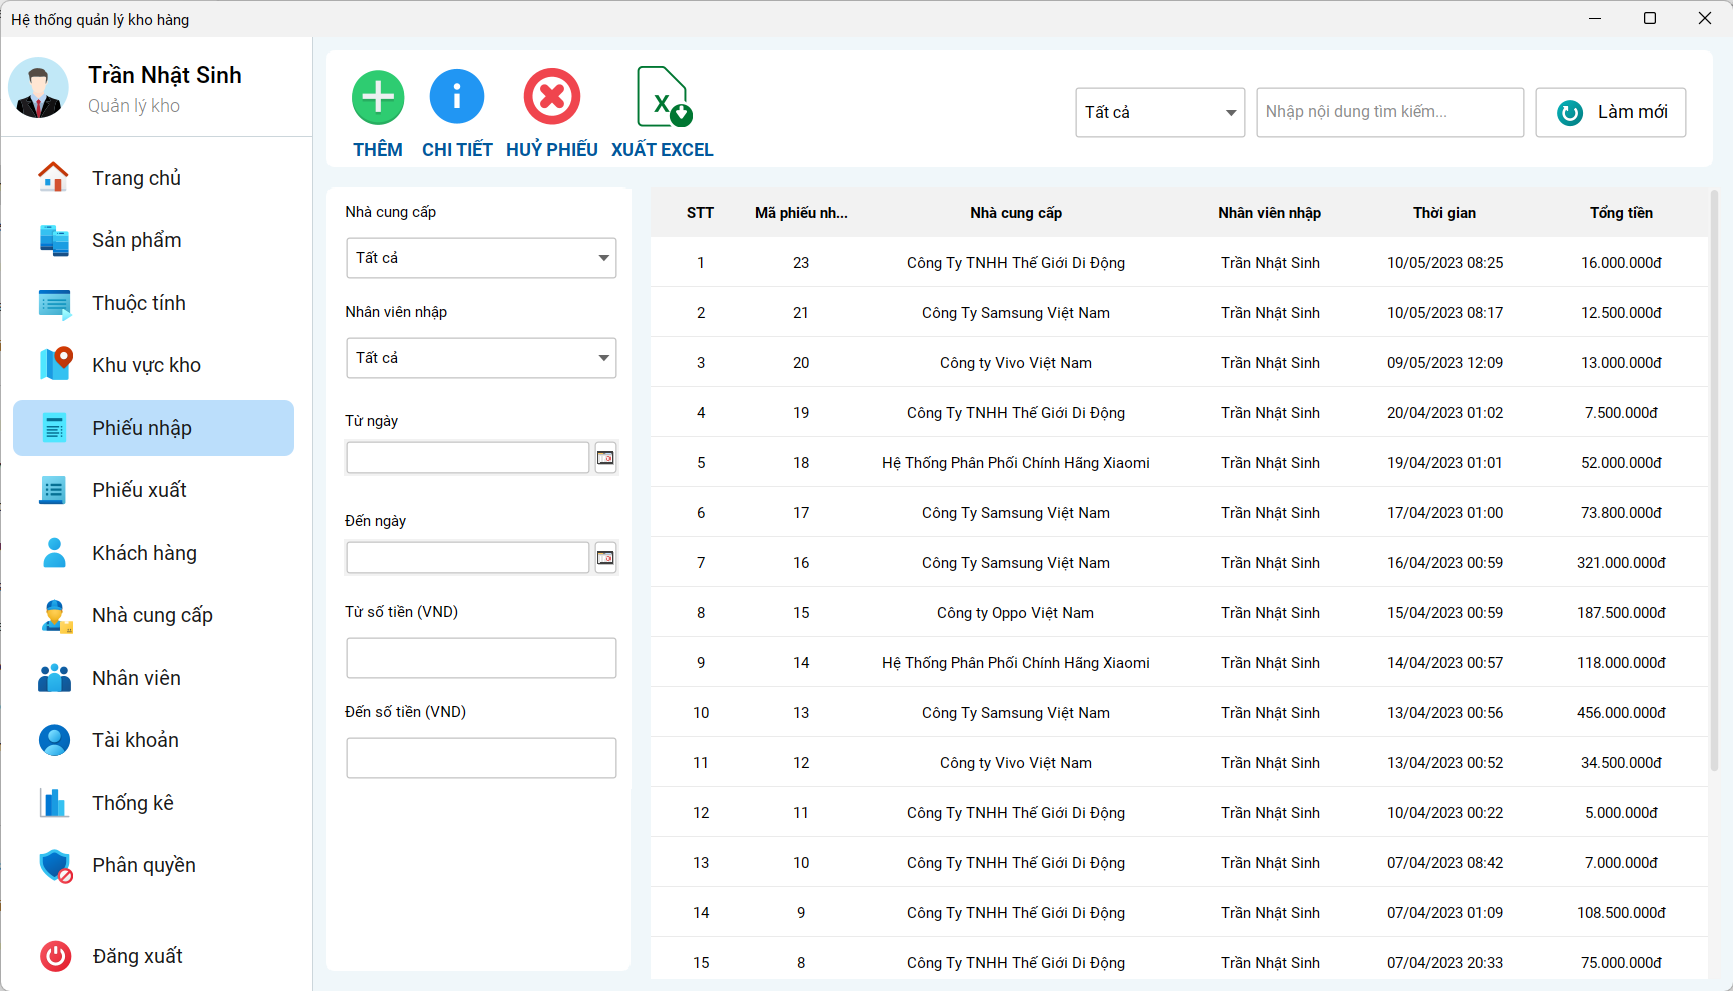 Hệ thống quản lý kho hàng
Trần Nhật Sinh
Quản lý kho
Trang chủ
Sản phẩm
Thuộc tính
Khu vực kho
Phiếu nhập
Phiếu xuất
Khách hàng
Nhà cung cấp
Nhân viên
Tài khoản
Thống kê
Phân quyền
Đăng xuất
THÊM CHI TIẾT HUỶ PHIẾU XUẤT EXCEL
Tất cả Nhập nội dung tìm kiếm... Làm mới
Nhà cung cấp
Tất cả
Nhân viên nhập
Tất cả
Từ ngày
Đến ngày
Từ số tiền (VND)
Đến số tiền (VND)
STT Mã phiếu nh... Nhà cung cấp Nhân viên nhập Thời gian Tổng tiền
1 23 Công Ty TNHH Thế Giới Di Động Trần Nhật Sinh 10/05/2023 08:25 16.000.000đ
2 21 Công Ty Samsung Việt Nam Trần Nhật Sinh 10/05/2023 08:17 12.500.000đ
3 20 Công ty Vivo Việt Nam Trần Nhật Sinh 09/05/2023 12:09 13.000.000đ
4 19 Công Ty TNHH Thế Giới Di Động Trần Nhật Sinh 20/04/2023 01:02 7.500.000đ
5 18 Hệ Thống Phân Phối Chính Hãng Xiaomi Trần Nhật Sinh 19/04/2023 01:01 52.000.000đ
6 17 Công Ty Samsung Việt Nam Trần Nhật Sinh 17/04/2023 01:00 73.800.000đ
7 16 Công Ty Samsung Việt Nam Trần Nhật Sinh 16/04/2023 00:59 321.000.000đ
8 15 Công ty Oppo Việt Nam Trần Nhật Sinh 15/04/2023 00:59 187.500.000đ
9 14 Hệ Thống Phân Phối Chính Hãng Xiaomi Trần Nhật Sinh 14/04/2023 00:57 118.000.000đ
10 13 Công Ty Samsung Việt Nam Trần Nhật Sinh 13/04/2023 00:56 456.000.000đ
11 12 Công ty Vivo Việt Nam Trần Nhật Sinh 13/04/2023 00:52 34.500.000đ
12 11 Công Ty TNHH Thế Giới Di Động Trần Nhật Sinh 10/04/2023 00:22 5.000.000đ
13 10 Công Ty TNHH Thế Giới Di Động Trần Nhật Sinh 07/04/2023 08:42 7.000.000đ
14 9 Công Ty TNHH Thế Giới Di Động Trần Nhật Sinh 07/04/2023 01:09 108.500.000đ
15 8 Công Ty TNHH Thế Giới Di Động Trần Nhật Sinh 07/04/2023 20:33 75.000.000đ